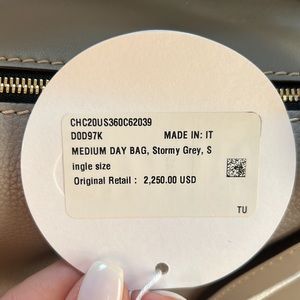 CHC20US360C62039
D0D97K MADE IN: IT
MEDIUM DAY BAG, Stormy Grey, S
ingle size
Original Retail : 2,250.00 USD
TU